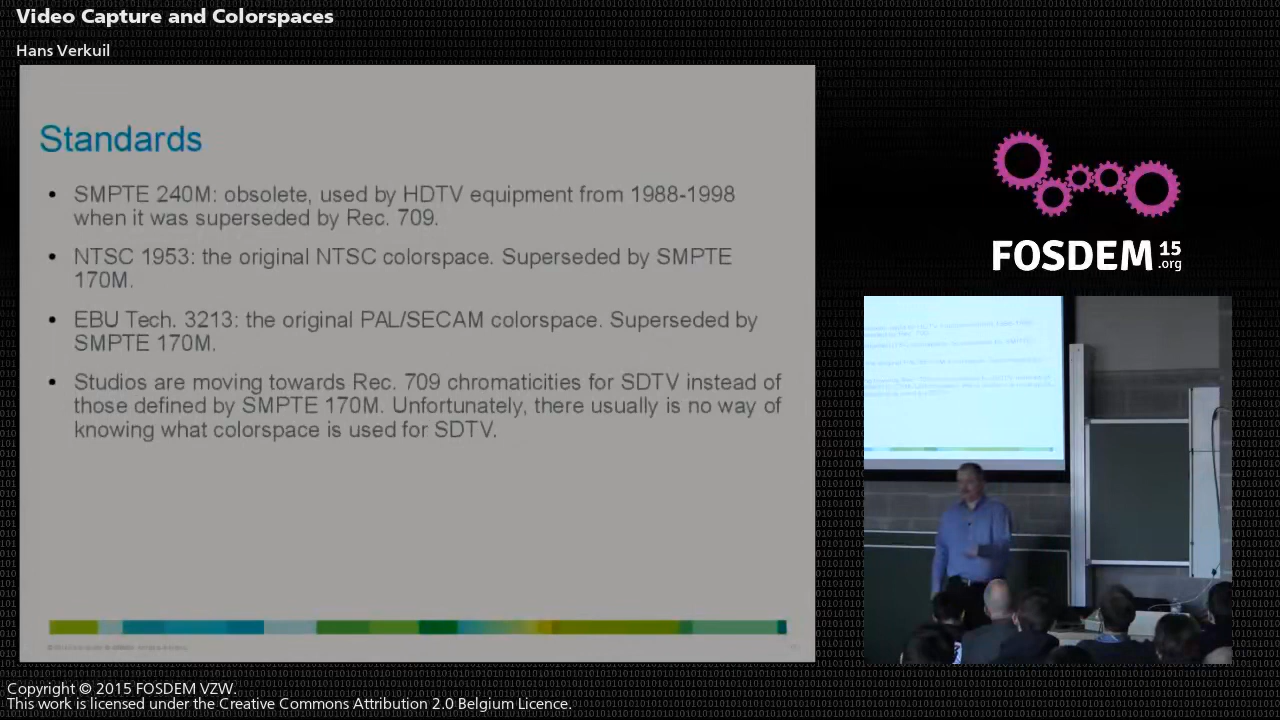 Video Capture and Colorspaces
Hans Verkuil
Standards
• SMPTE 240M: obsolete, used by HDTV equipment from 1988-1998
when it was superseded by Rec. 709.
• NTSC 1953: the original NTSC colorspace. Superseded by SMPTE
170M.
• EBU Tech. 3213: the original PAL/SECAM colorspace. Superseded by
SMPTE 170M.
• Studios are moving towards Rec. 709 chromaticities for SDTV instead of
those defined by SMPTE 170M. Unfortunately, there usually is no way of
knowing what colorspace is used for SDTV.
FOSDEM 15
.org
Copyright © 2015 FOSDEM VZW.
This work is licensed under the Creative Commons Attribution 2.0 Belgium Licence.